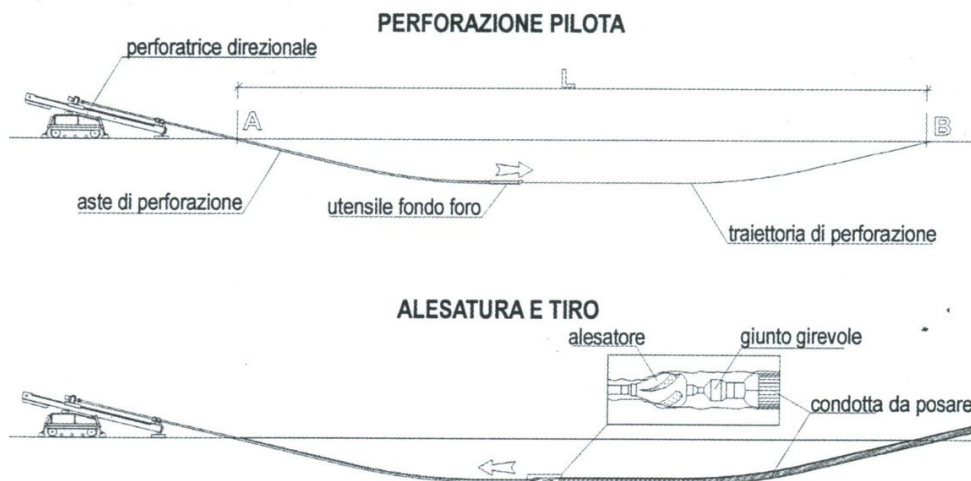 PERFORAZIONE PILOTA
perforatrice direzionale
L
A
B
aste di perforazione
utensile fondo foro
traiettoria di perforazione
ALESATURA E TIRO
alesatore
giunto girevole
condotta da posare